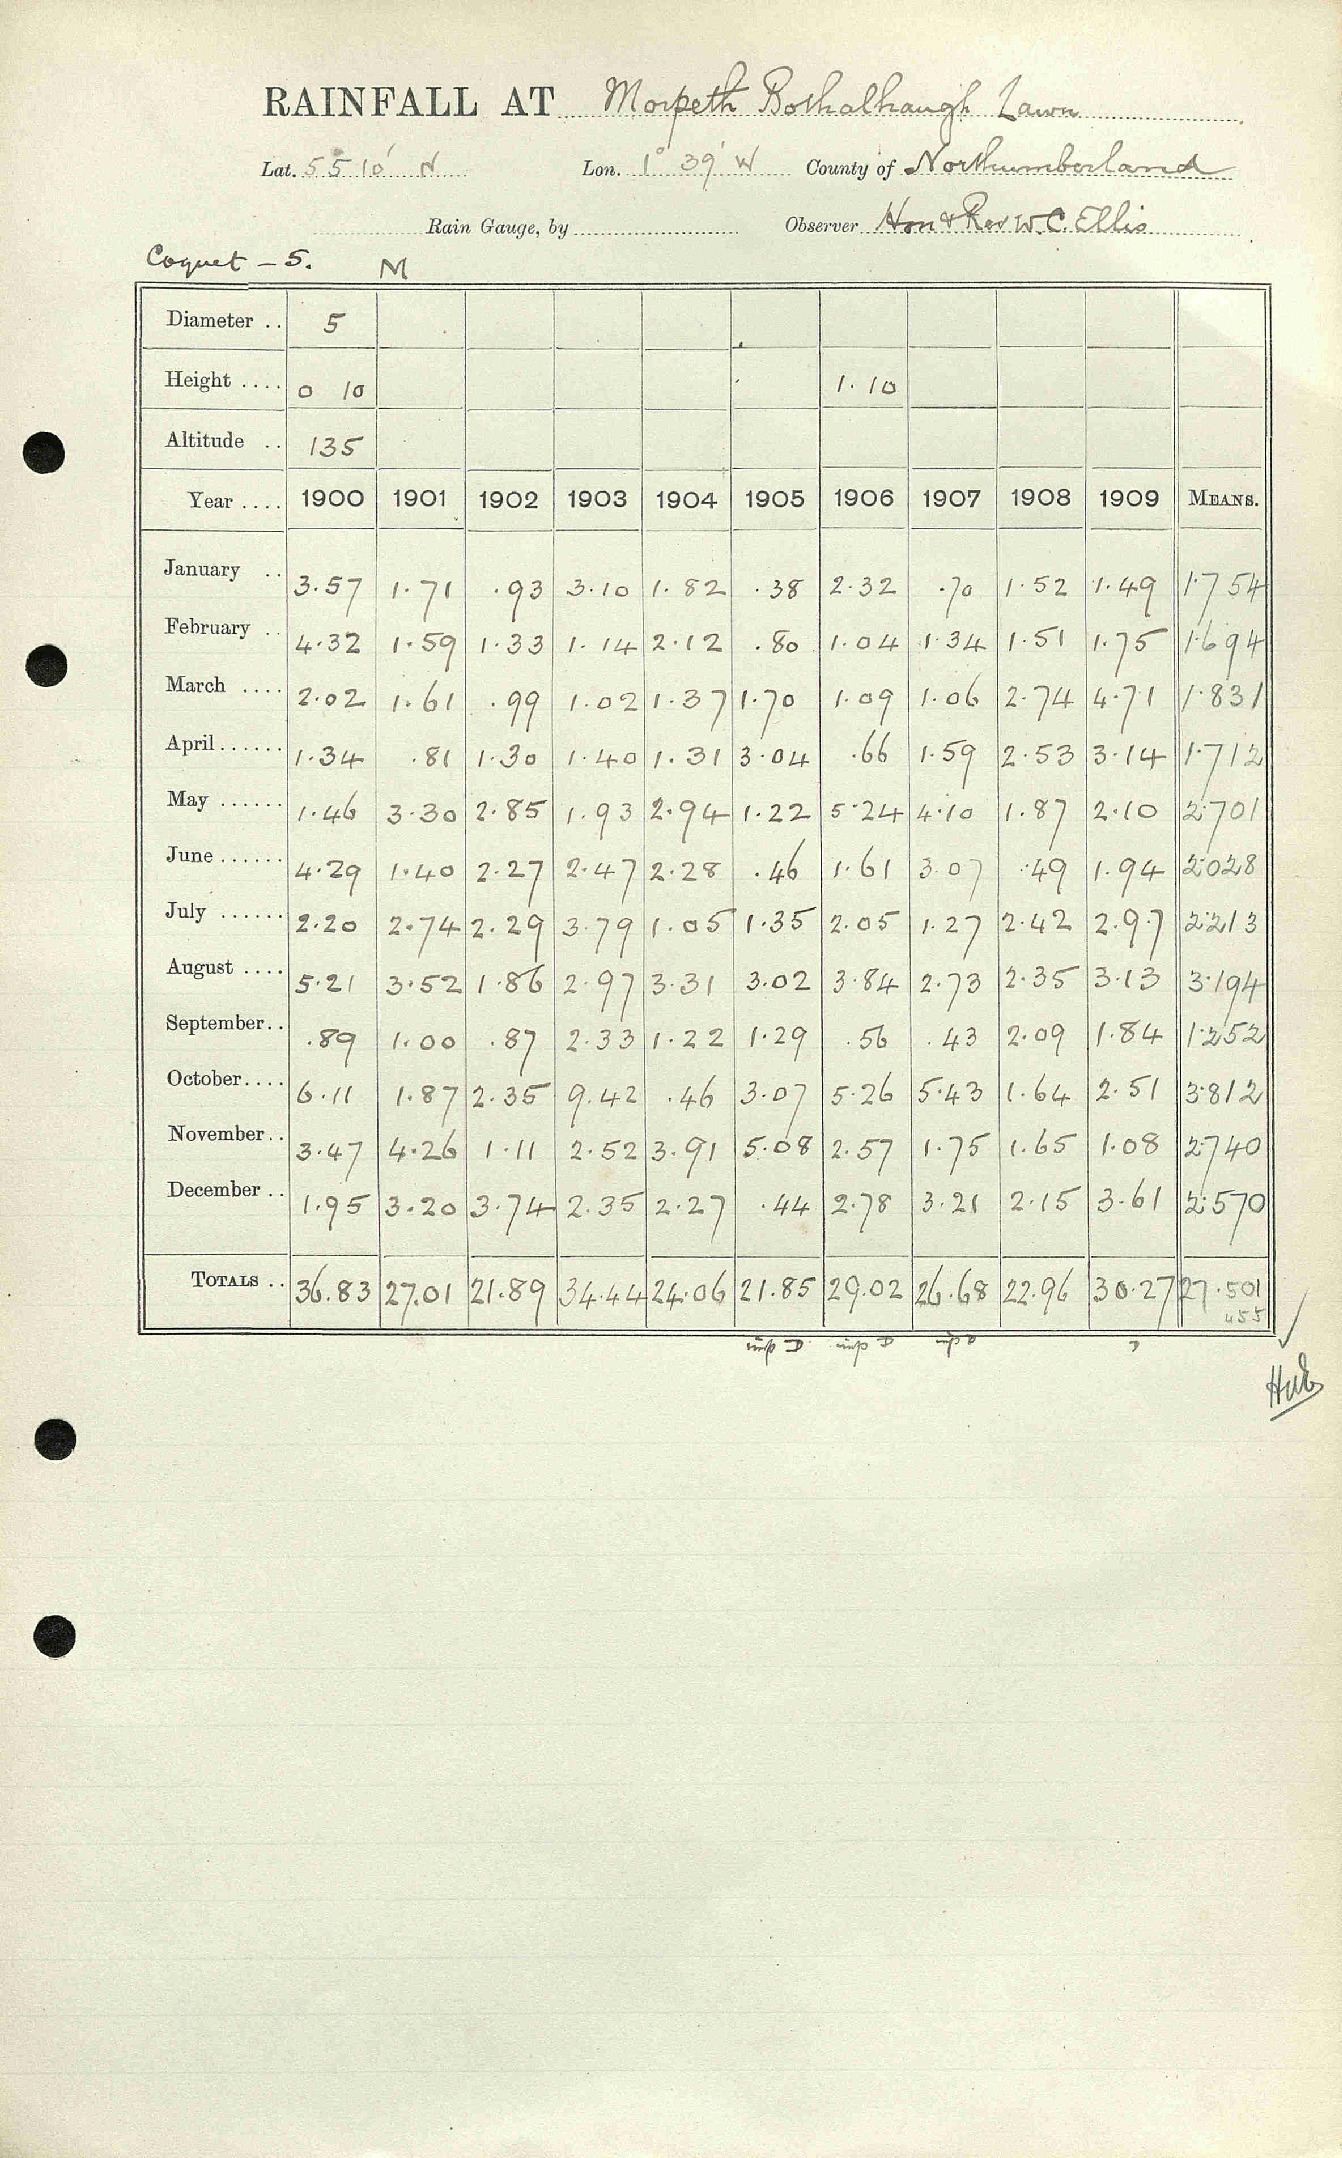 RAINFALL AT Morpeth Bothalhaugh Lawn
Lat. 55° 10' N Lon. 1° 39' W County of Northumberland
Rain Gauge, by Observer Hon & Rev W.C. Ellis
Coquet – 5. M
Diameter .. 5
Height .... 0 10 1.10
Altitude .. 135
Year .... 1900 1901 1902 1903 1904 1905 1906 1907 1908 1909 MEANS.
January .. 3.57 1.71 .93 3.10 1.82 .38 2.32 .70 1.52 1.49 1.754
February .. 4.32 1.59 1.33 1.14 2.12 .80 1.04 1.34 1.51 1.75 1.694
March .... 2.02 1.61 .99 1.02 1.37 1.70 1.09 1.06 2.74 4.71 1.831
April ...... 1.34 .81 1.30 1.40 1.31 3.04 .66 1.59 2.53 3.14 1.712
May ...... 1.46 3.30 2.85 1.93 2.94 1.22 5.24 4.10 1.87 2.10 2.701
June ...... 4.29 1.40 2.27 2.47 2.28 .46 1.61 3.07 .49 1.94 2.028
July ...... 2.20 2.74 2.29 3.79 1.05 1.35 2.05 1.27 2.42 2.97 2.213
August .... 5.21 3.52 1.86 2.97 3.31 3.02 3.84 2.73 2.35 3.13 3.194
September .. .89 1.00 .87 2.33 1.22 1.29 .56 .43 2.09 1.84 1.252
October .... 6.11 1.87 2.35 9.42 .46 3.07 5.26 5.43 1.64 2.51 3.812
November .. 3.47 4.26 1.11 2.52 3.91 5.08 2.57 1.75 1.65 1.08 2.740
December .. 1.95 3.20 3.74 2.35 2.27 .44 2.78 3.21 2.15 3.61 2.570
TOTALS .. 36.83 27.01 21.89 34.44 24.06 21.85 29.02 26.68 22.96 30.27 27.501
455
imp D imp D imp D D